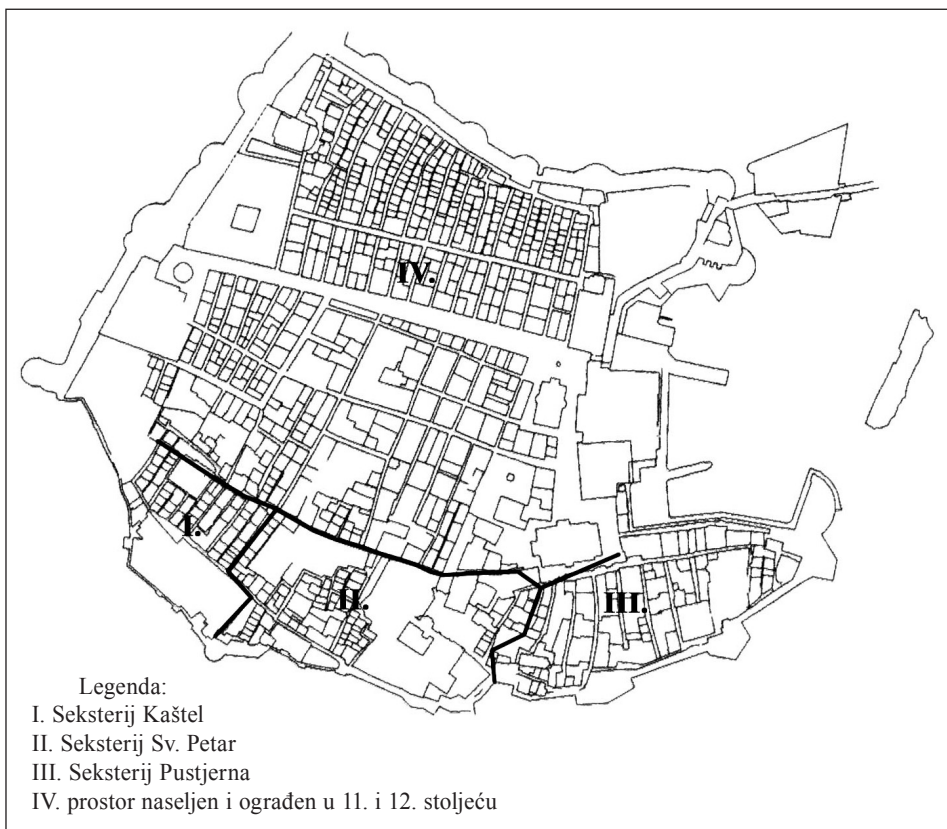 IV.
I.
II.
III.
Legenda:
I. Seksterij Kaštel
II. Seksterij Sv. Petar
III. Seksterij Pustjerna
IV. prostor naseljen i ograđen u 11. i 12. stoljeću